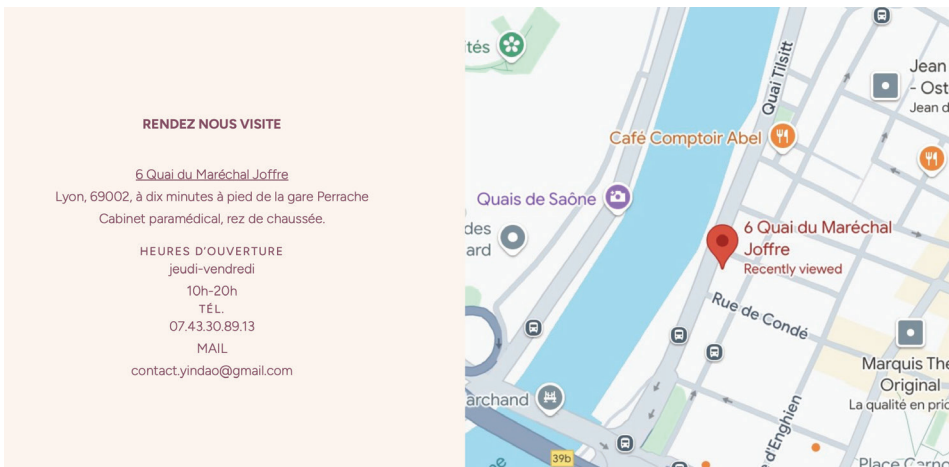 RENDEZ NOUS VISITE
6 Quai du Maréchal Joffre
Lyon, 69002, à dix minutes à pied de la gare Perrache
Cabinet paramédical, rez de chaussée.
HEURES D'OUVERTURE
jeudi-vendredi
10h-20h
TÉL.
07.43.30.89.13
MAIL
contact.yindao@gmail.com
tés
Quai Tilsitt
Jean
- Ost
Jean d
Café Comptoir Abel
Quais de Saône
des
ard
6 Quai du Maréchal
Joffre
Recently viewed
Rue de Condé
Marquis The
Original
La qualité en pric
archand
39b
d'Enghien
Place Carno